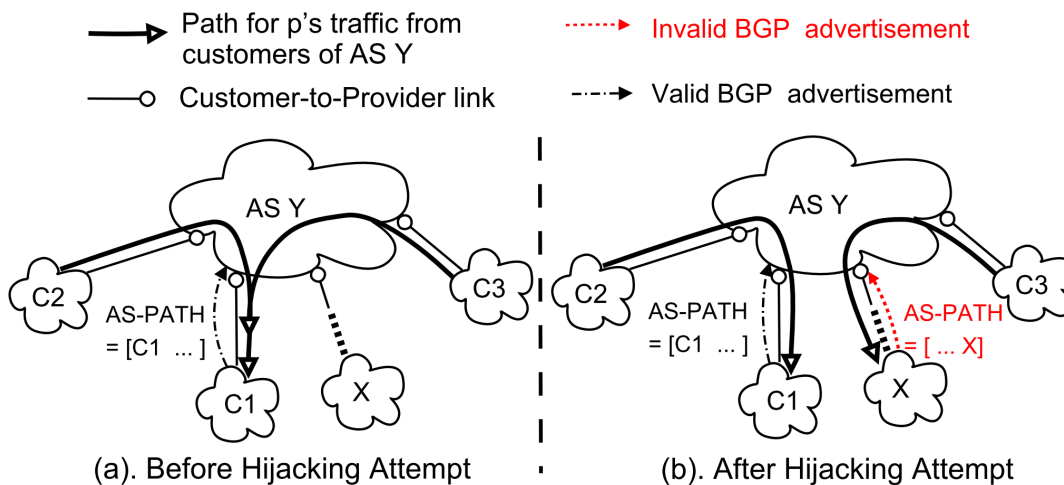 Path for p's traffic from
customers of AS Y
Customer-to-Provider link
Invalid BGP advertisement
Valid BGP advertisement
AS Y
C2
C3
AS-PATH
= [C1 ... ]
C1
X
(a). Before Hijacking Attempt
AS Y
C2
C3
AS-PATH
= [C1 ... ]
AS-PATH
= [ ... X]
C1
X
(b). After Hijacking Attempt